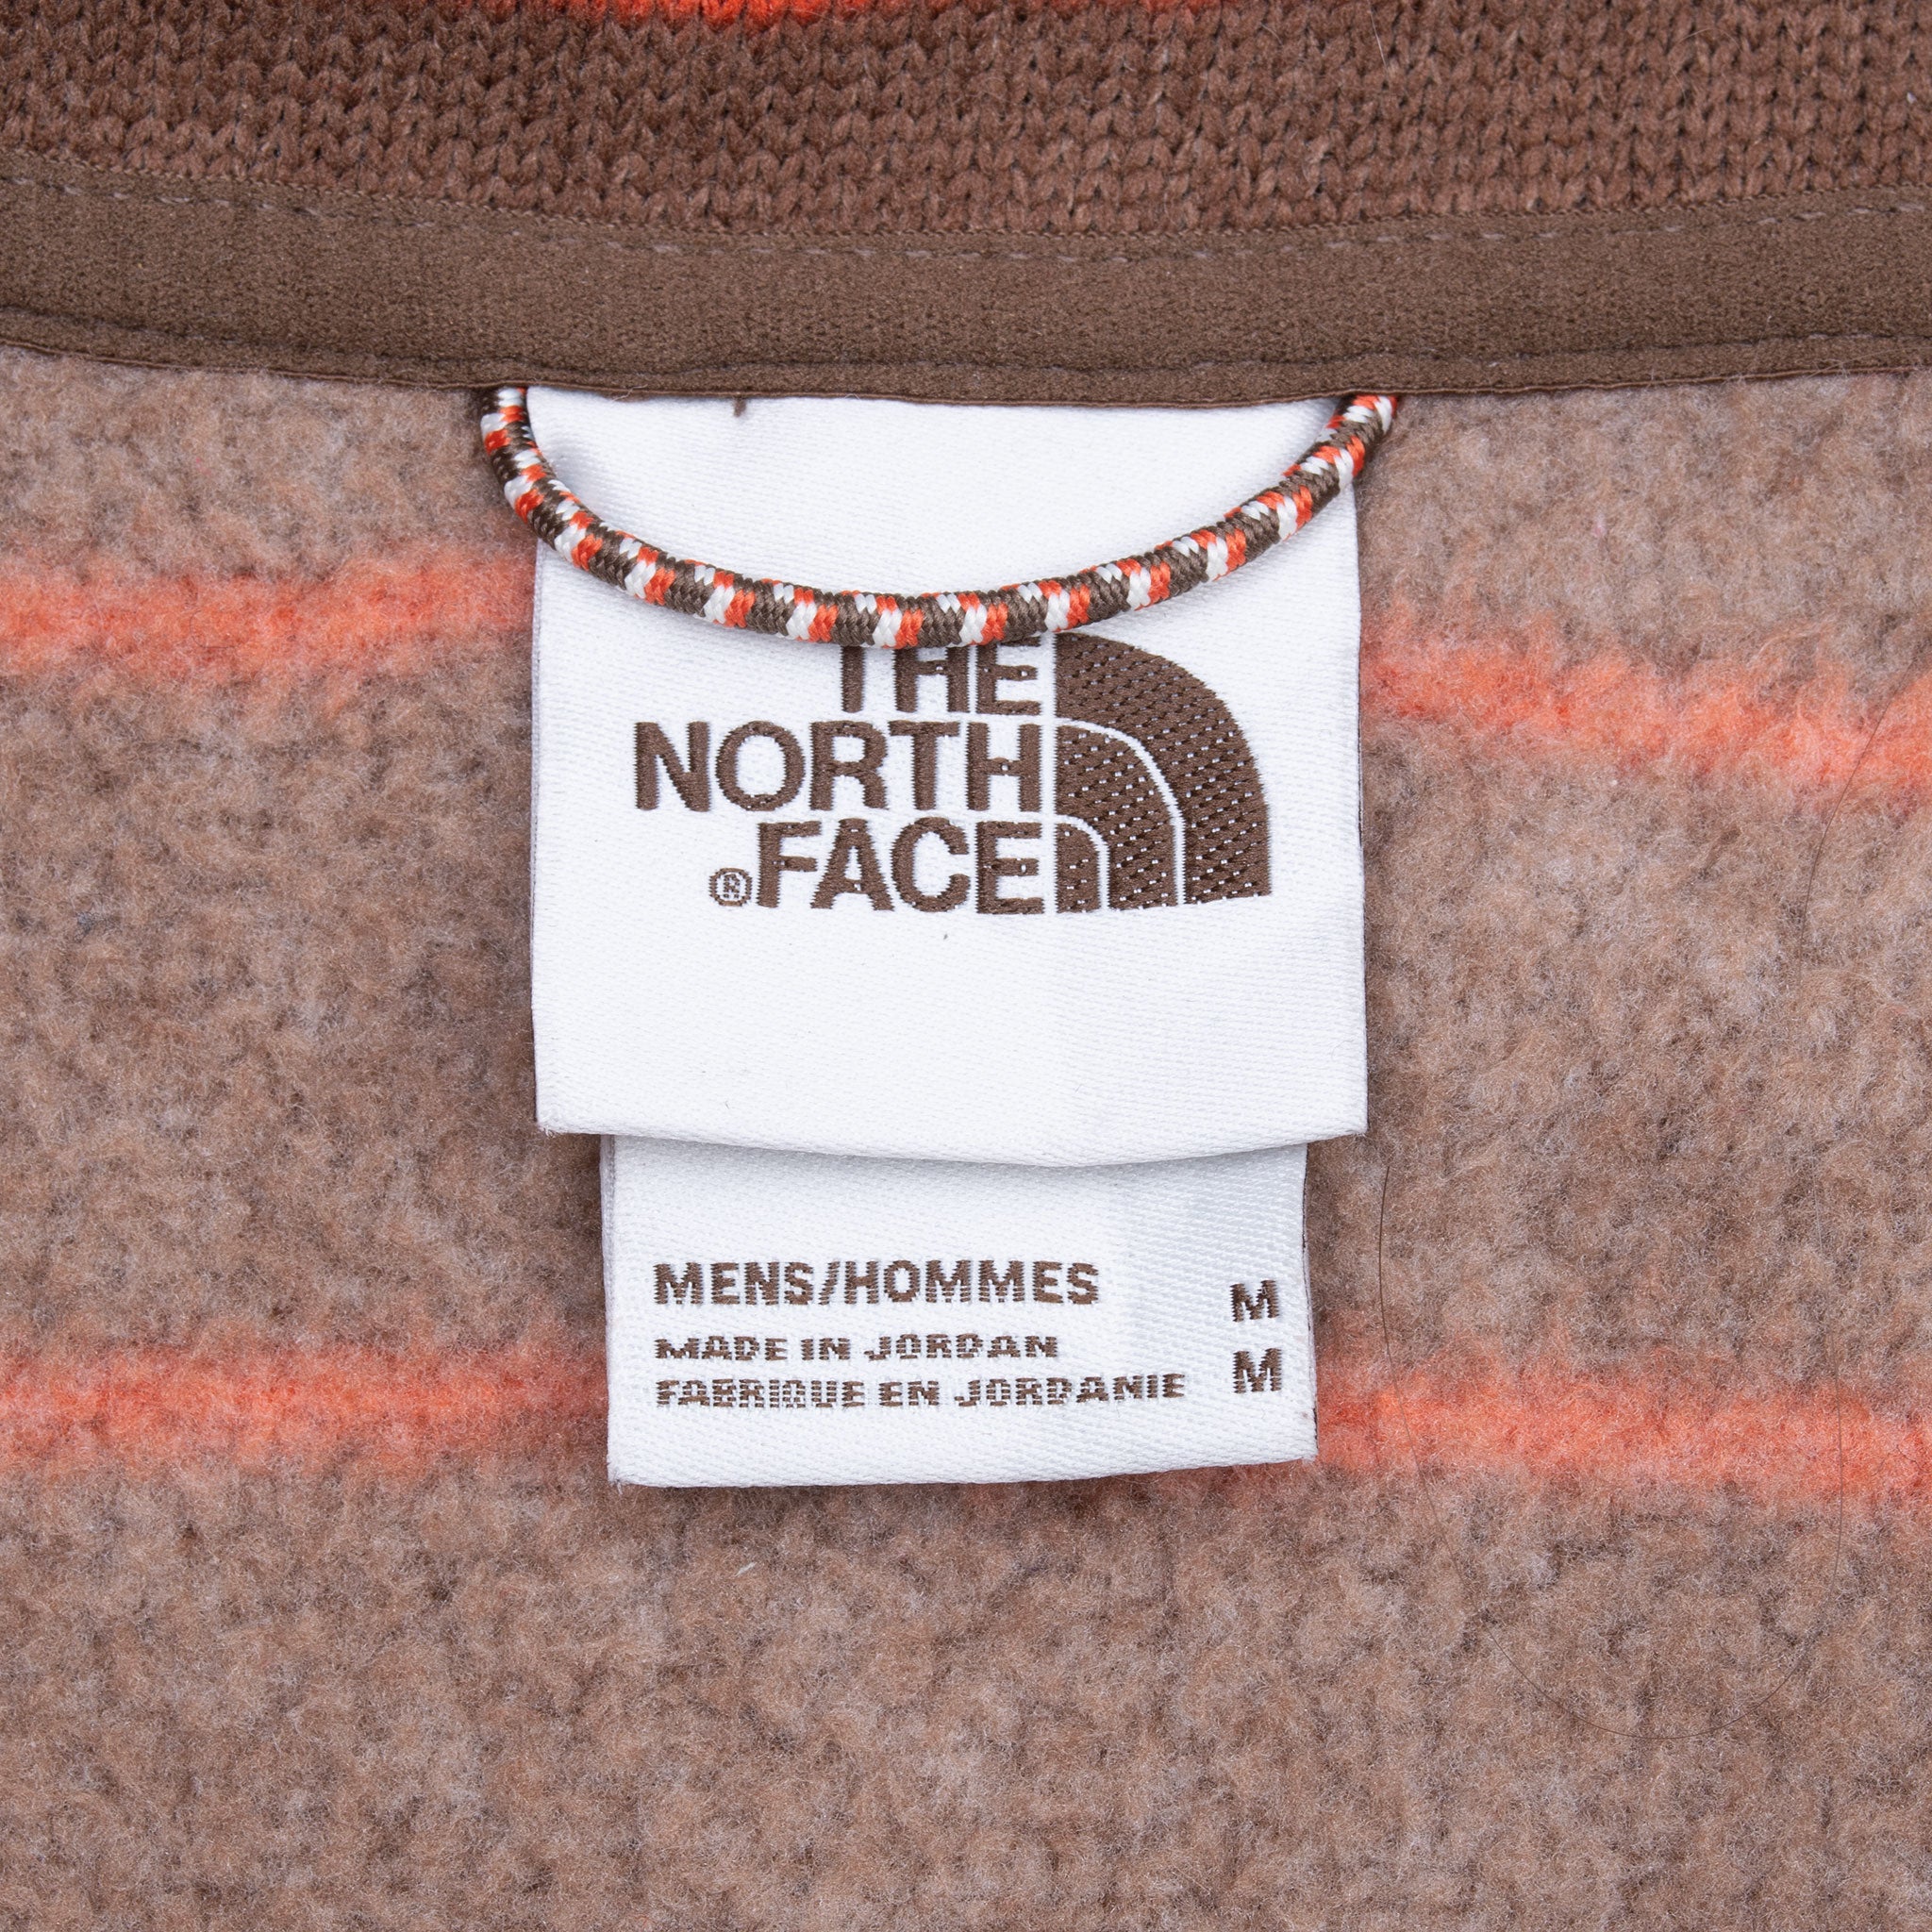 THE
NORTH
®FACE
MENS/HOMMES M
MADE IN JORDAN
FABRIQUE EN JORDANIE M